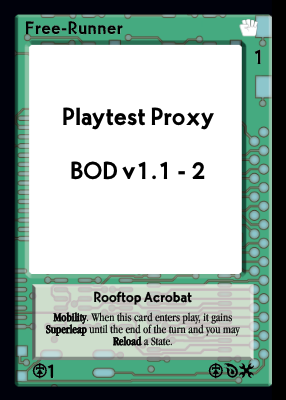 Free-Runner
1
Playtest Proxy
BOD v1.1 - 2
Rooftop Acrobat
Mobility. When this card enters play, it gains
Superleap until the end of the turn and you may
Reload a State.
1